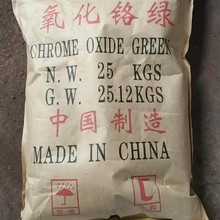 氧化铬绿
CHROME OXIDE GREEN
N.W. 25 KGS
G.W. 25.12KGS
中国制造
MADE IN CHINA